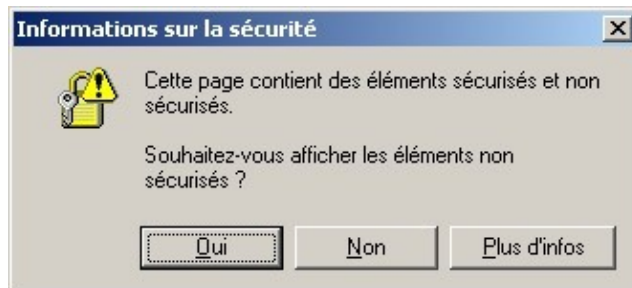 Informations sur la sécurité
Cette page contient des éléments sécurisés et non
sécurisés.
Souhaitez-vous afficher les éléments non
sécurisés ?
Oui
Non
Plus d'infos